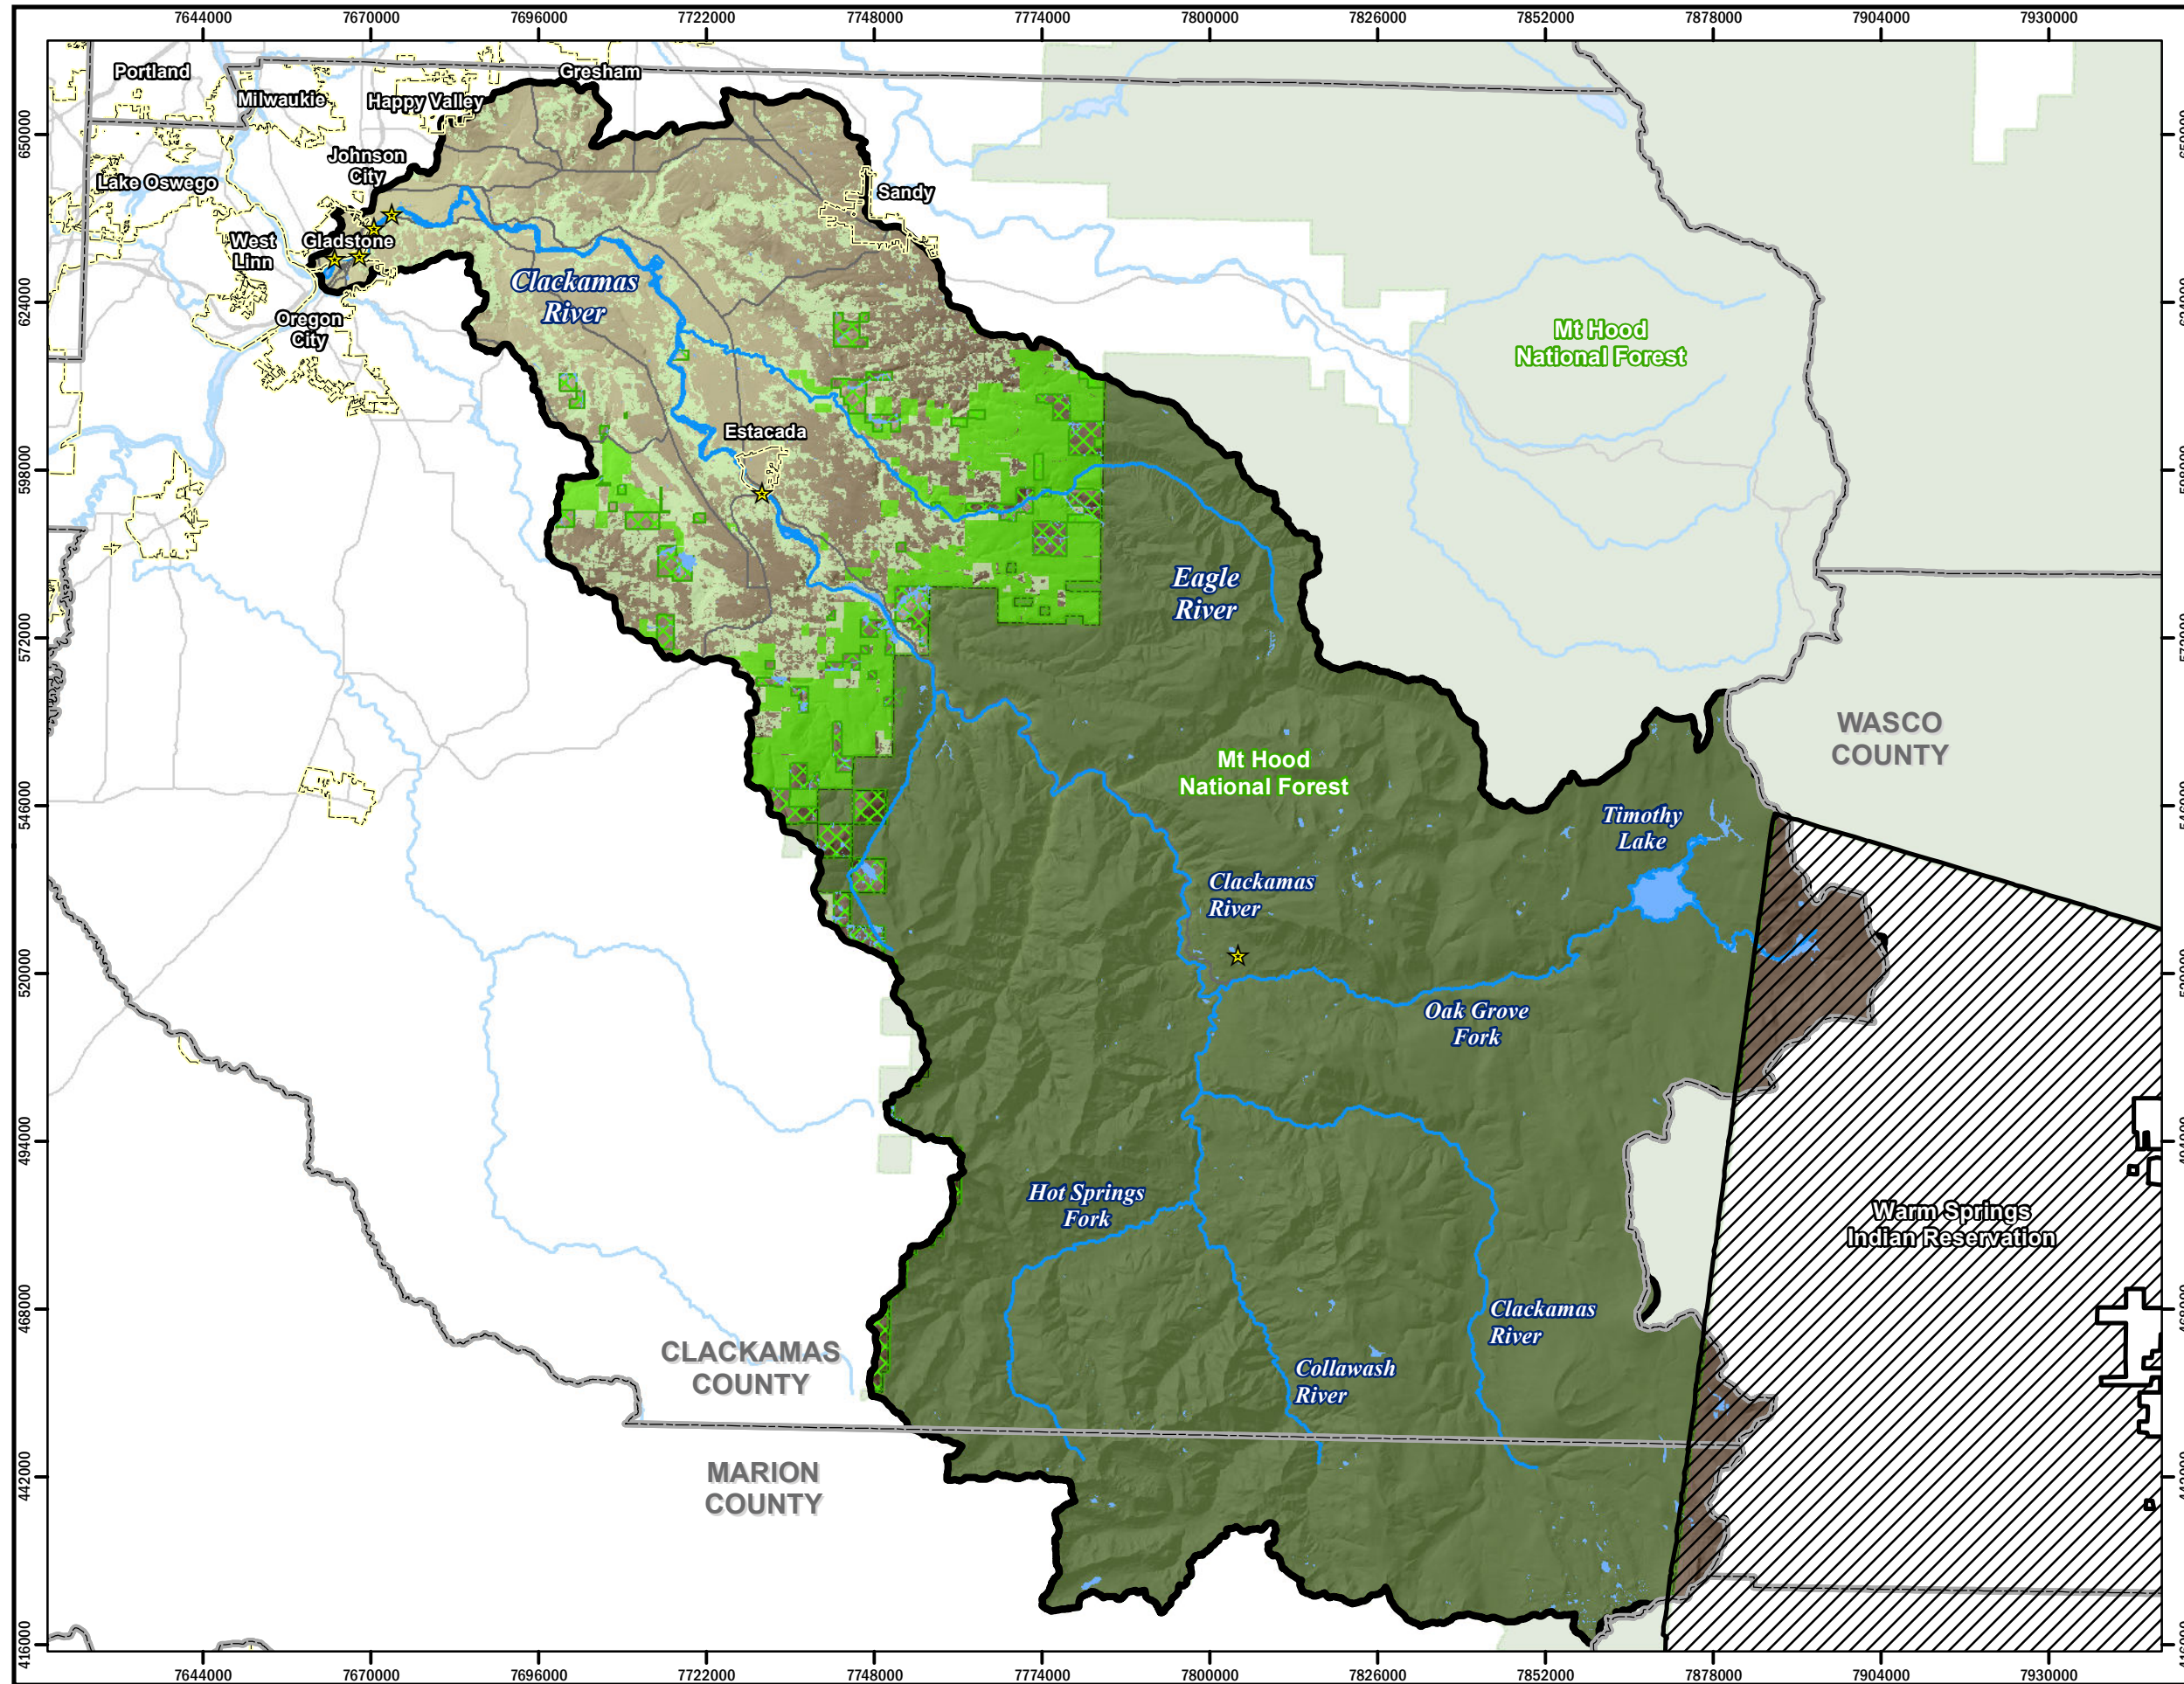 7644000 7670000 7696000 7722000 7748000 7774000 7800000 7826000 7852000 7878000 7904000 7930000
Portland
Gresham
Milwaukie
Happy Valley
650000
Johnson
City
Lake Oswego
Sandy
West
Linn
Gladstone
Clackamas
River
624000
Oregon
City
Mt Hood
National Forest
Estacada
598000
Eagle
River
572000
WASCO
COUNTY
Mt Hood
National Forest
546000
Timothy
Lake
Clackamas
River
520000
Oak Grove
Fork
494000
Hot Springs
Fork
Warm Springs
Indian Reservation
468000
Clackamas
River
CLACKAMAS
COUNTY
Collawash
River
442000
MARION
COUNTY
416000
7644000 7670000 7696000 7722000 7748000 7774000 7800000 7826000 7852000 7878000 7904000 7930000